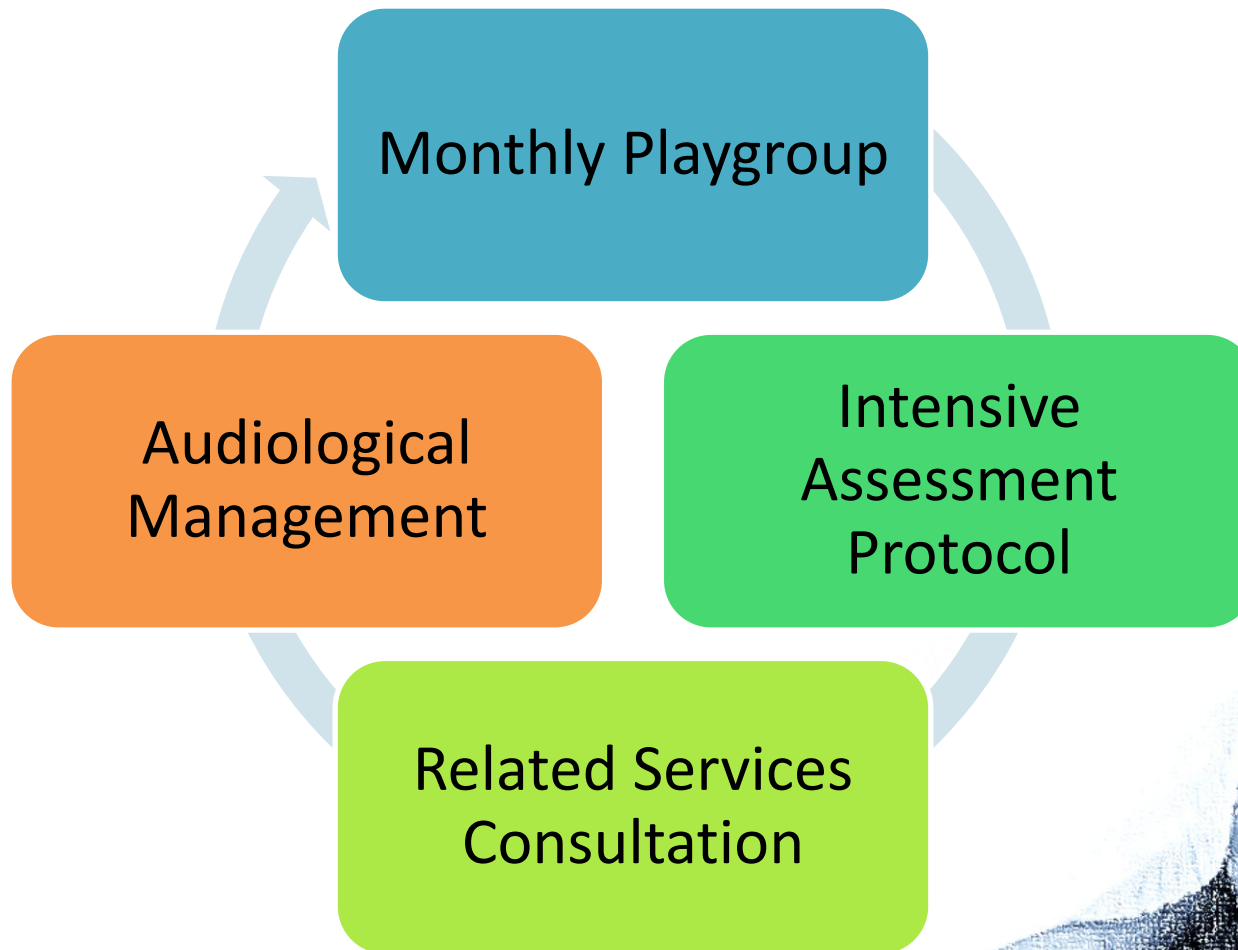 Monthly Playgroup
Intensive
Assessment
Protocol
Related Services
Consultation
Audiological
Management